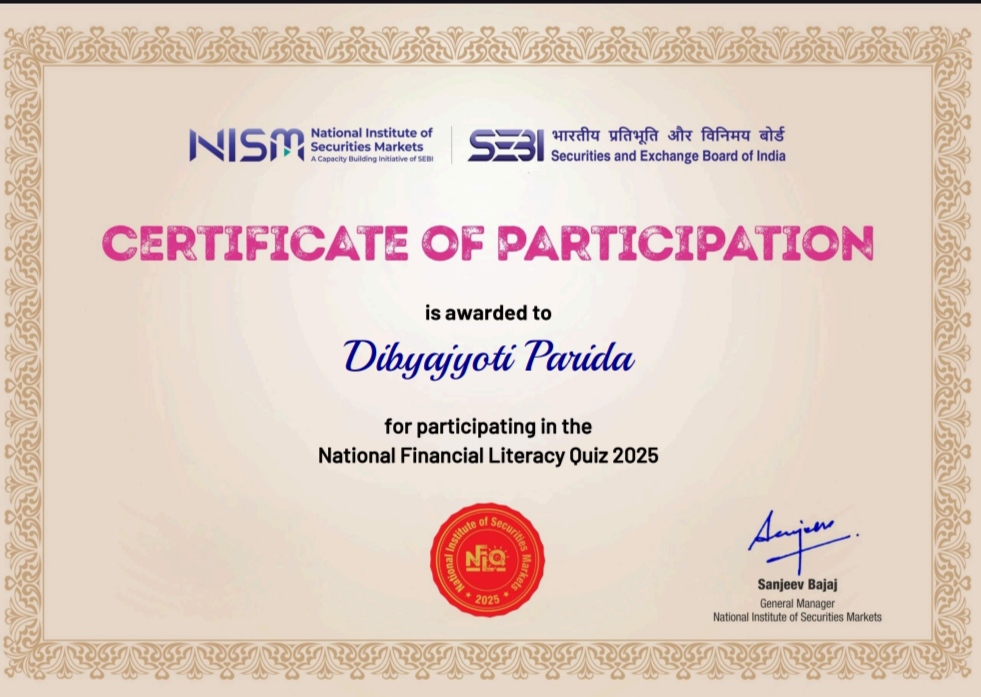 NISM National Institute of Securities Markets
A Capacity Building Initiative of SEBI
SEBI भारतीय प्रतिभूति और विनिमय बोर्ड
Securities and Exchange Board of India
CERTIFICATE OF PARTICIPATION
is awarded to
Dibyajyoti Parida
for participating in the
National Financial Literacy Quiz 2025
National Institute of Securities Markets
NFLQ
2025
Sanjeev Bajaj
General Manager
National Institute of Securities Markets